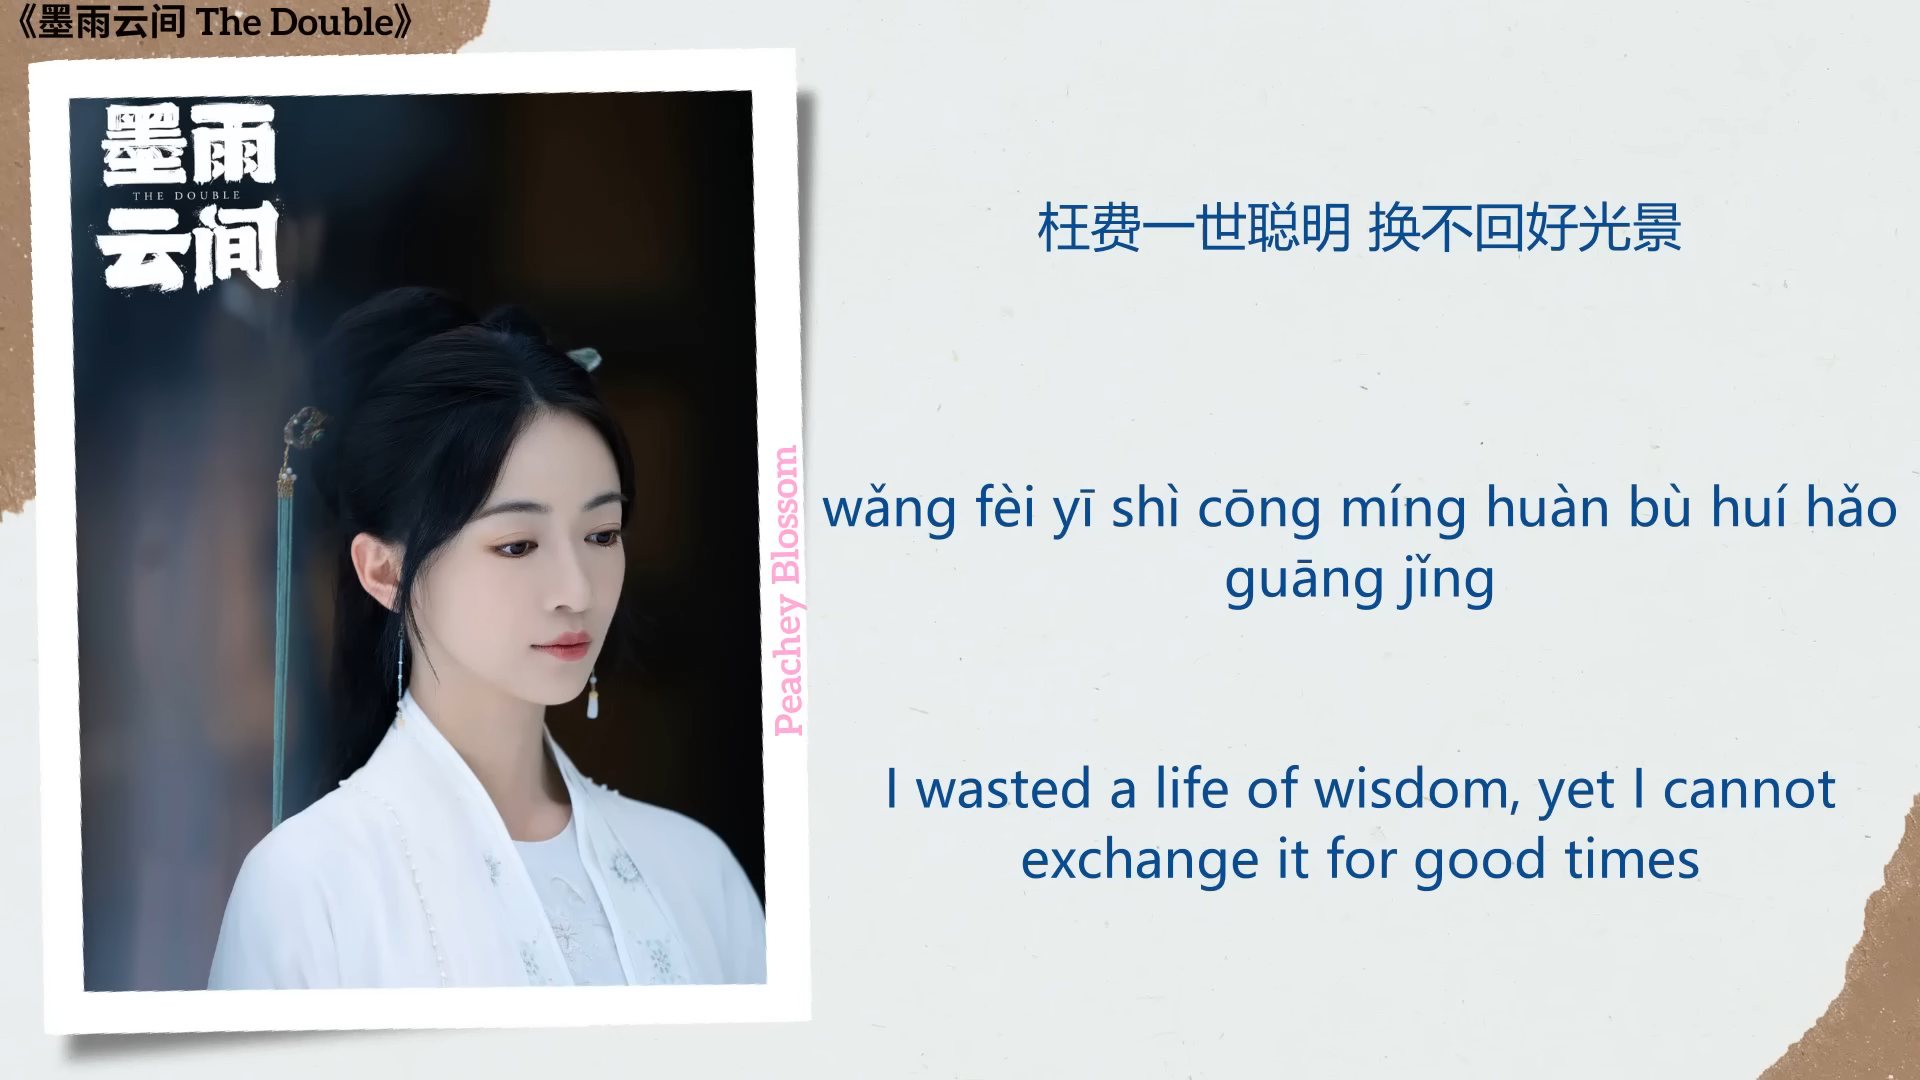 《墨雨云间 The Double》
墨雨
THE DOUBLE
云间
Peachey Blossom
枉费一世聪明 换不回好光景
wǎng fèi yī shì cōng míng huàn bù huí hǎo
guāng jǐng
I wasted a life of wisdom, yet I cannot
exchange it for good times